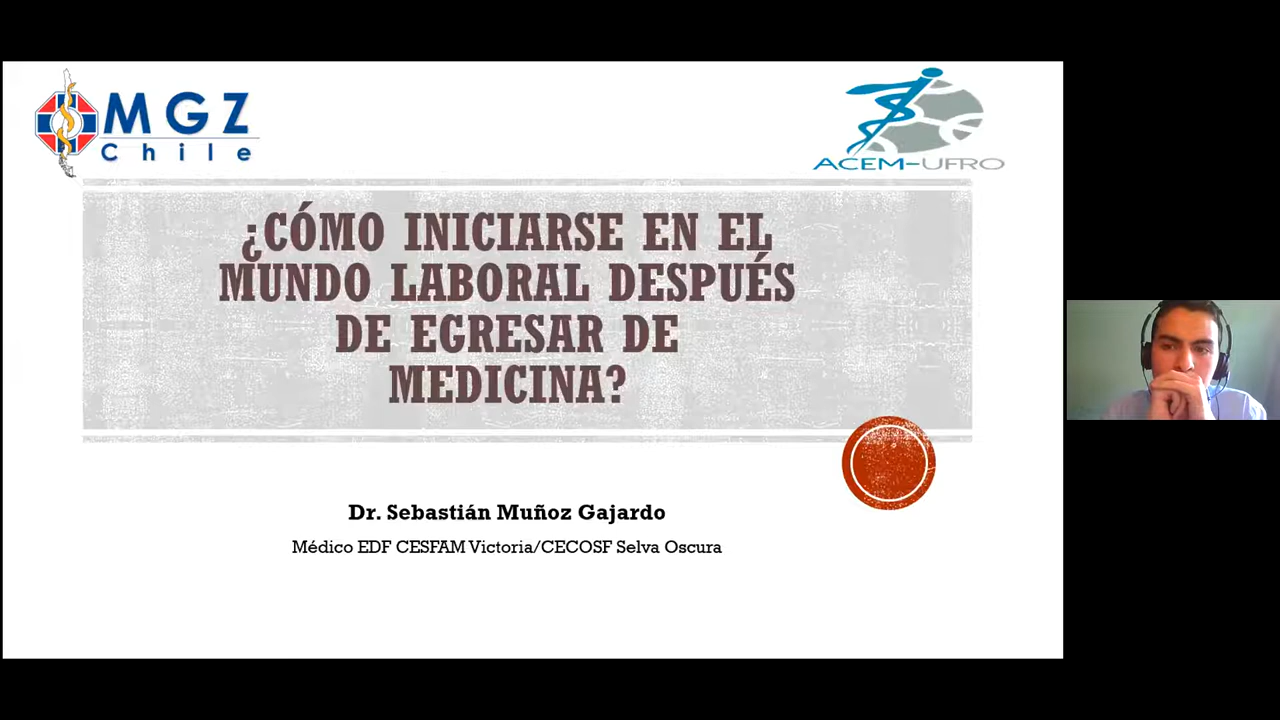 MGZ
Chile
ACEM-UFRO
¿CÓMO INICIARSE EN EL
MUNDO LABORAL DESPUÉS
DE EGRESAR DE
MEDICINA?
Dr. Sebastián Muñoz Gajardo
Médico EDF CESFAM Victoria/CECOSF Selva Oscura